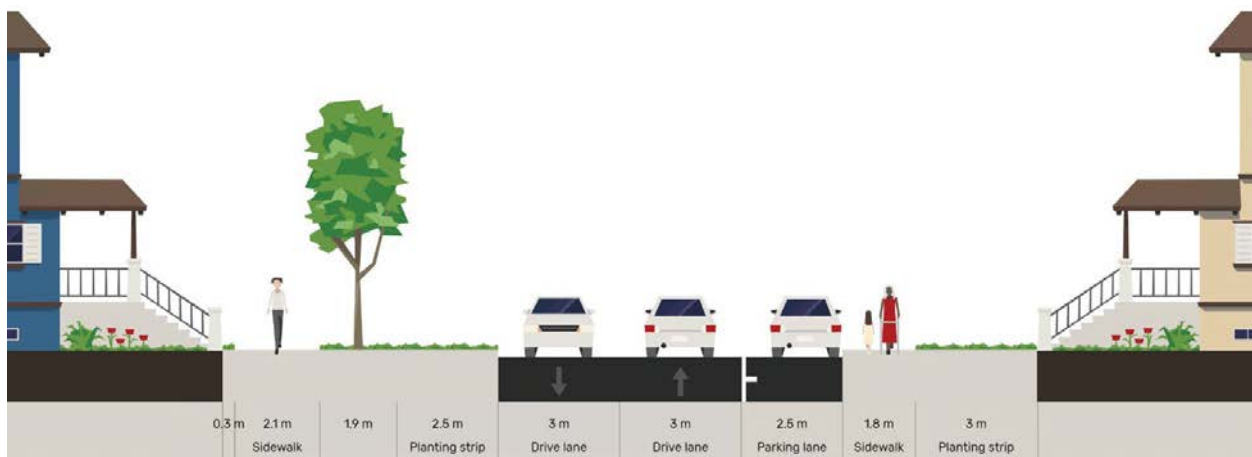 0.3 m 2.1 m 1.9 m 2.5 m 3 m 3 m 2.5 m 1.8 m 3 m
Sidewalk Planting strip Drive lane Drive lane Parking lane Sidewalk Planting strip